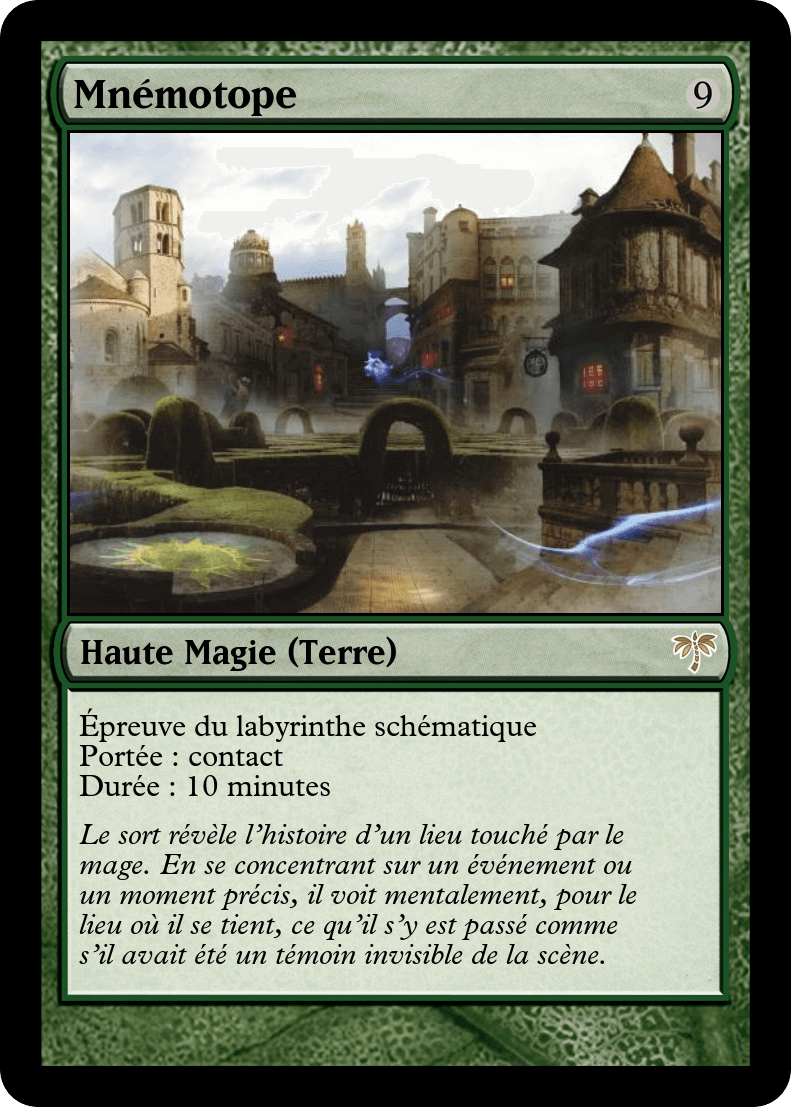 Mnémotope 9
Haute Magie (Terre)
Épreuve du labyrinthe schématique
Portée : contact
Durée : 10 minutes
Le sort révèle l'histoire d'un lieu touché par le
mage. En se concentrant sur un événement ou
un moment précis, il voit mentalement, pour le
lieu où il se tient, ce qu'il s'y est passé comme
s'il avait été un témoin invisible de la scène.